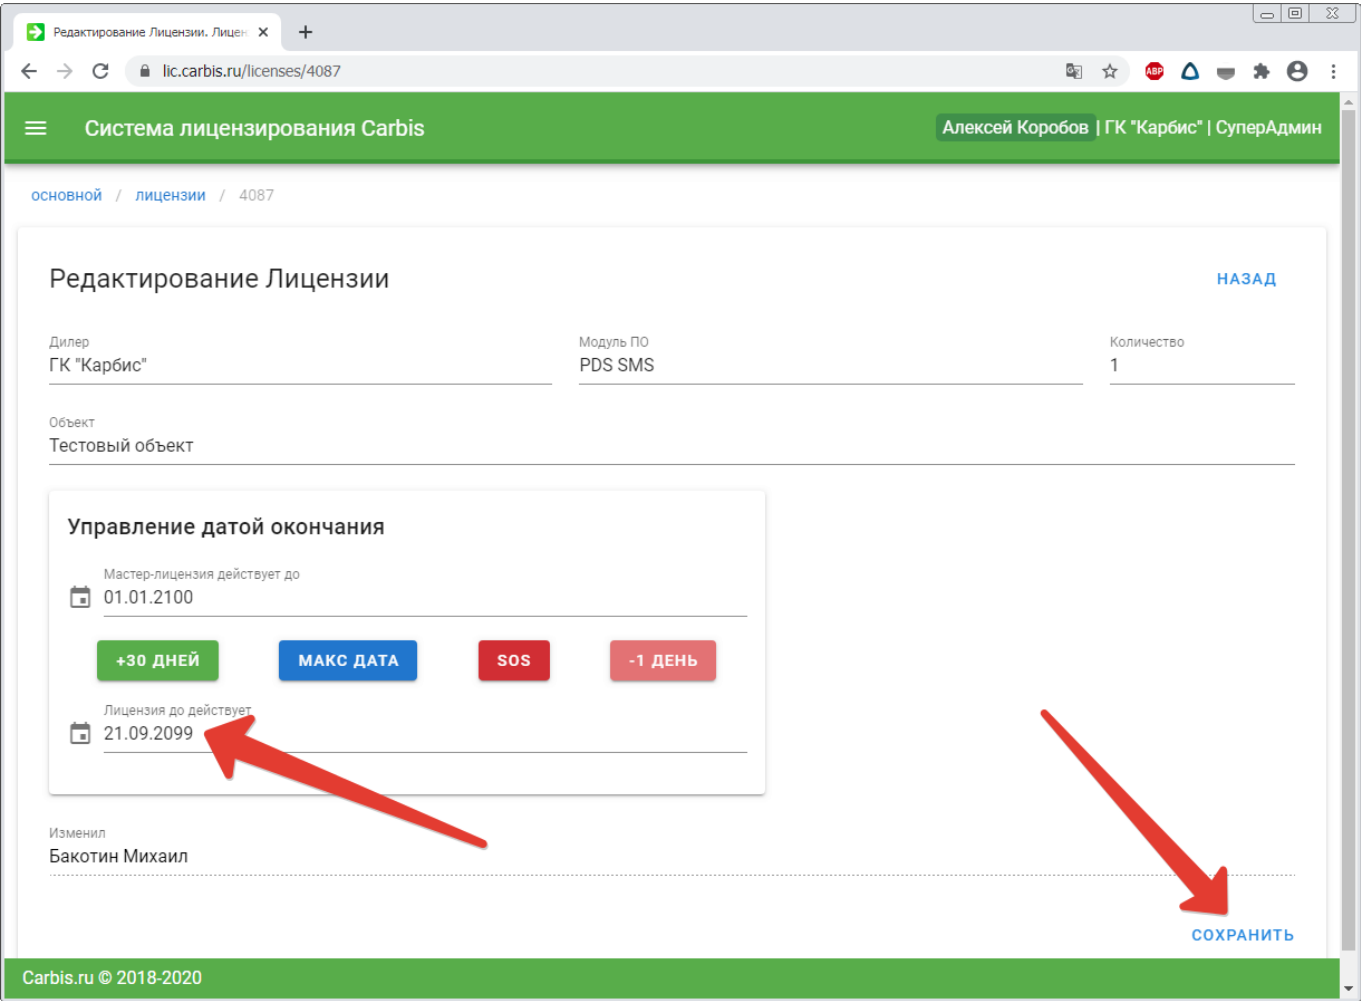 Редактирование Лицензии. Лицен
lic.carbis.ru/licenses/4087
ABP
Система лицензирования Carbis
Алексей Коробов | ГК "Карбис" | СуперАдмин
основной / лицензии / 4087
Редактирование Лицензии
НАЗАД
Дилер
ГК "Карбис"
Модуль ПО
PDS SMS
Количество
1
Объект
Тестовый объект
Управление датой окончания
Мастер-лицензия действует до
01.01.2100
+30 ДНЕЙ
МАКС ДАТА
SOS
-1 ДЕНЬ
Лицензия до действует
21.09.2099
Изменил
Бакотин Михаил
СОХРАНИТЬ
Carbis.ru © 2018-2020